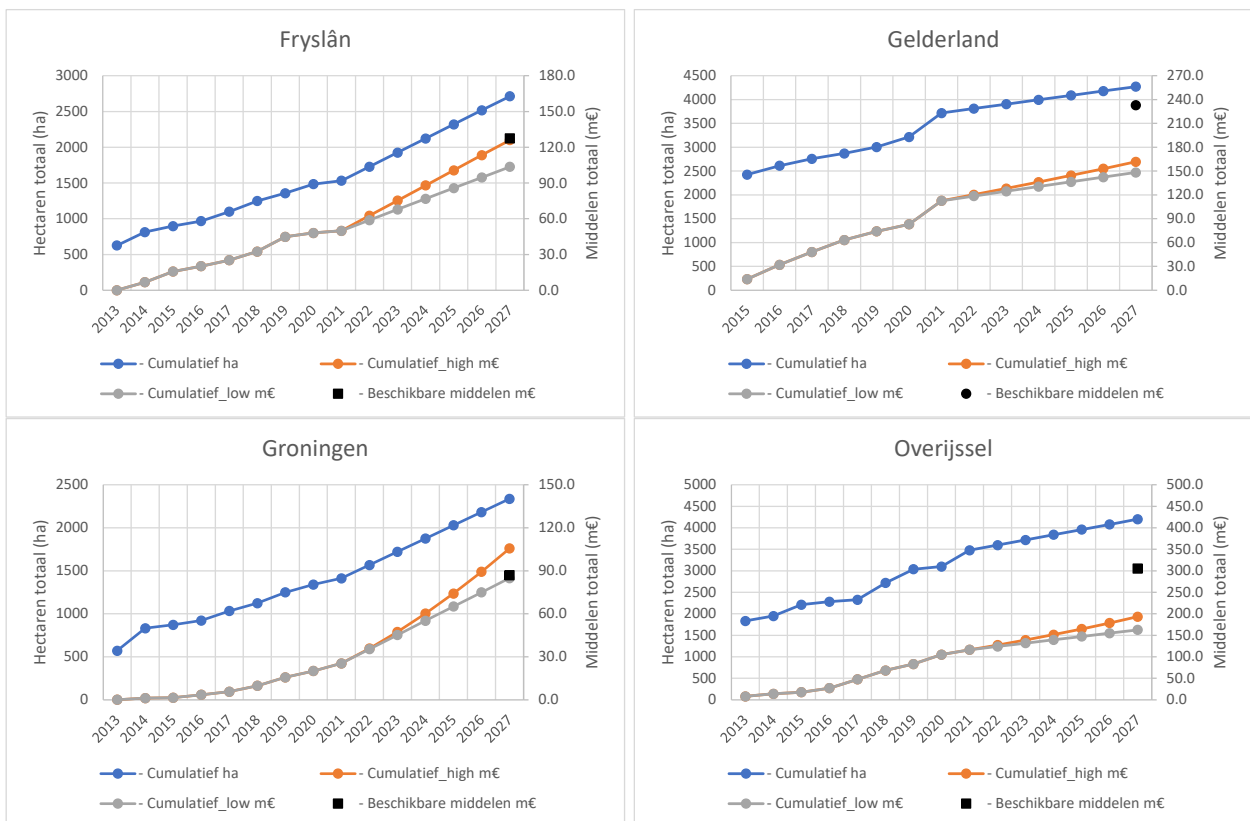 Fryslân
Hectaren totaal (ha)
3000
2500
2000
1500
1000
500
0
180.0
150.0
120.0
90.0
60.0
30.0
0.0
Middelen totaal (m€)
2013 2014 2015 2016 2017 2018 2019 2020 2021 2022 2023 2024 2025 2026 2027
- Cumulatief ha - Cumulatief_high m€
- Cumulatief_low m€ - Beschikbare middelen m€
Gelderland
Hectaren totaal (ha)
4500
4000
3500
3000
2500
2000
1500
1000
500
0
270.0
240.0
210.0
180.0
150.0
120.0
90.0
60.0
30.0
0.0
Middelen totaal (m€)
2015 2016 2017 2018 2019 2020 2021 2022 2023 2024 2025 2026 2027
- Cumulatief ha - Cumulatief_high m€
- Cumulatief_low m€ - Beschikbare middelen m€
Groningen
Hectaren totaal (ha)
2500
2000
1500
1000
500
0
150.0
120.0
90.0
60.0
30.0
0.0
Middelen totaal (m€)
2013 2014 2015 2016 2017 2018 2019 2020 2021 2022 2023 2024 2025 2026 2027
- Cumulatief ha - Cumulatief_high m€
- Cumulatief_low m€ - Beschikbare middelen m€
Overijssel
Hectaren totaal (ha)
5000
4500
4000
3500
3000
2500
2000
1500
1000
500
0
500.0
450.0
400.0
350.0
300.0
250.0
200.0
150.0
100.0
50.0
0.0
Middelen totaal (m€)
2013 2014 2015 2016 2017 2018 2019 2020 2021 2022 2023 2024 2025 2026 2027
- Cumulatief ha - Cumulatief_high m€
- Cumulatief_low m€ - Beschikbare middelen m€